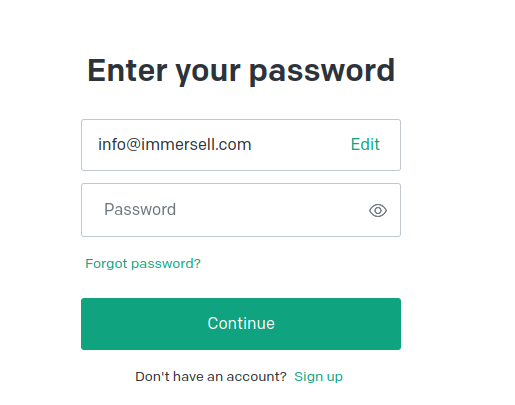 Enter your password
info@immersell.com Edit
Password
Forgot password?
Continue
Don't have an account? Sign up